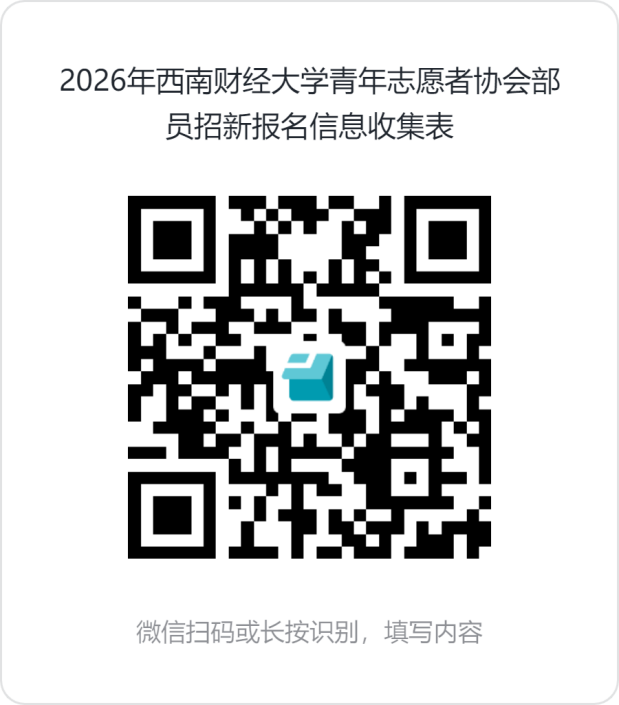 2026年西南财经大学青年志愿者协会部
员招新报名信息收集表
微信扫码或长按识别，填写内容